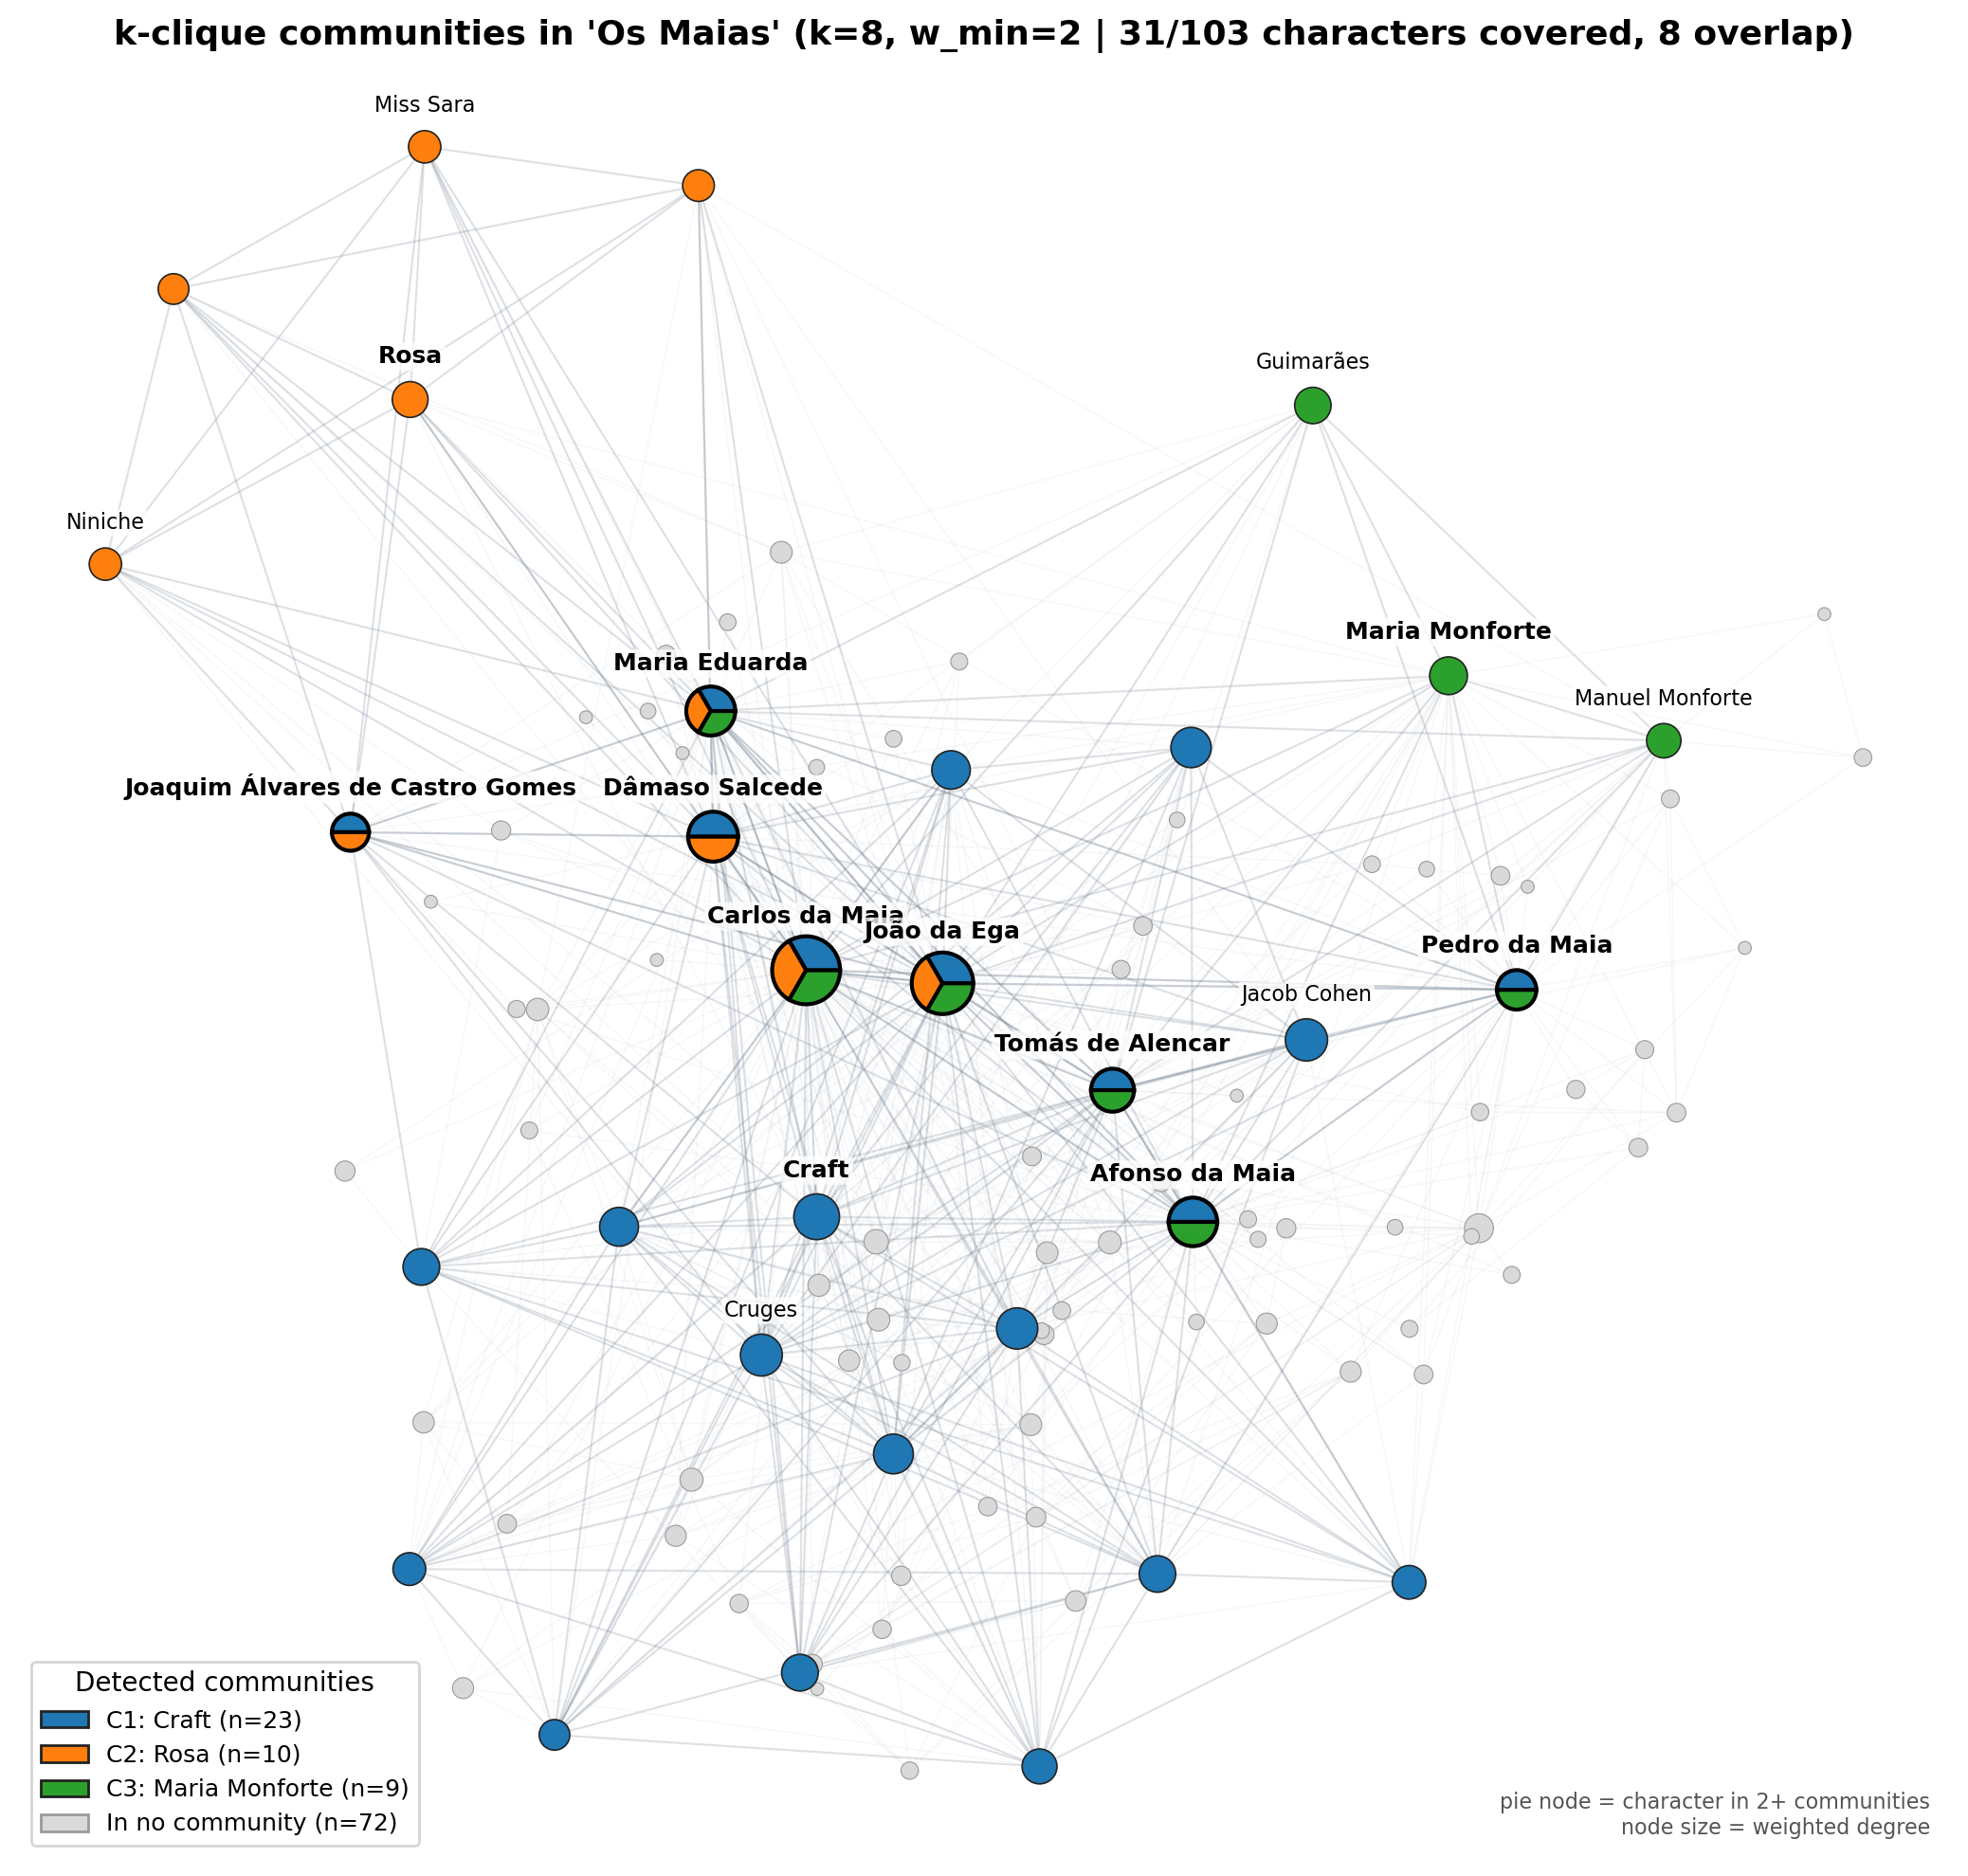 k-clique communities in 'Os Maias' (k=8, w_min=2 | 31/103 characters covered, 8 overlap)
Miss Sara
Rosa
Guimarães
Niniche
Maria Monforte
Maria Eduarda
Manuel Monforte
Joaquim Álvares de Castro Gomes
Dâmaso Salcede
Carlos da Maia
João da Ega
Pedro da Maia
Jacob Cohen
Tomás de Alencar
Craft
Afonso da Maia
Cruges
Detected communities
C1: Craft (n=23)
C2: Rosa (n=10)
C3: Maria Monforte (n=9)
In no community (n=72)
pie node = character in 2+ communities
node size = weighted degree